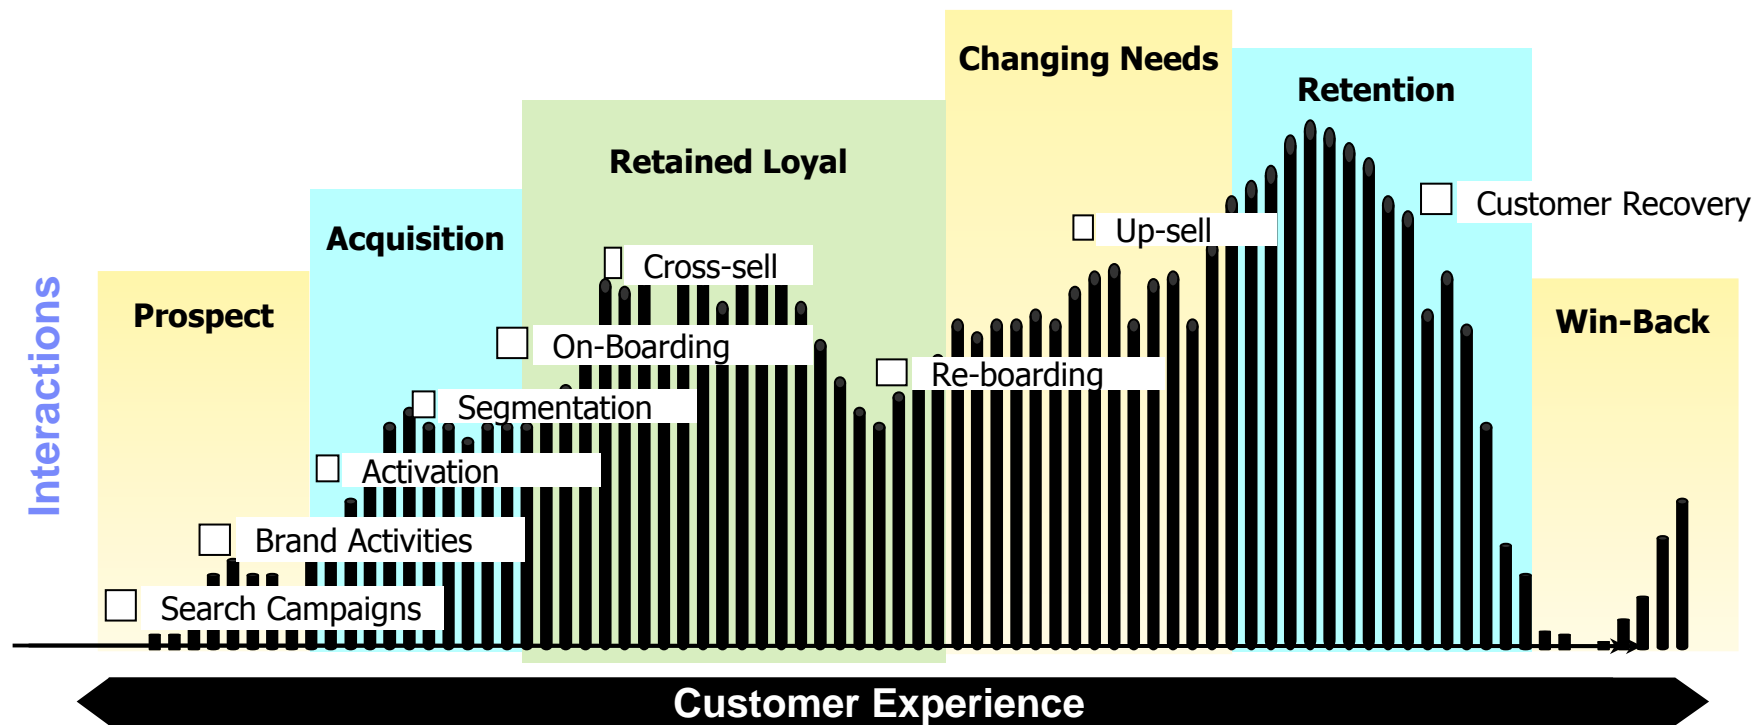 Changing Needs
Retention
Retained Loyal
Customer Recovery
Up-sell
Acquisition
Cross-sell
Prospect
Win-Back
On-Boarding
Re-boarding
Segmentation
Interactions
Activation
Brand Activities
Search Campaigns
Customer Experience